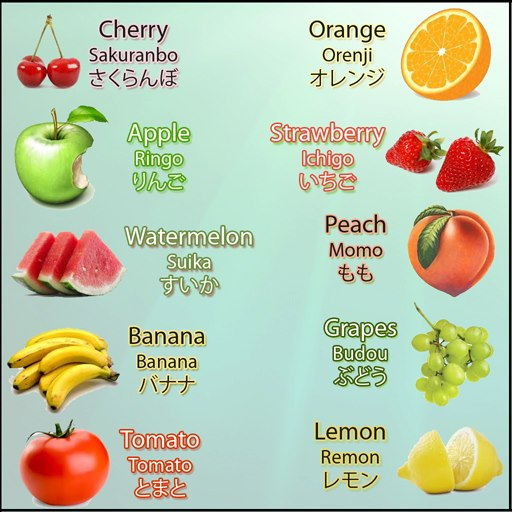 Cherry
Sakuranbo
さくらんぼ
Orange
Orenji
オレンジ
Apple
Ringo
りんご
Strawberry
Ichigo
いちご
Watermelon
Suika
すいか
Peach
Momo
もも
Banana
Banana
バナナ
Grapes
Budou
ぶどう
Tomato
Tomato
とまと
Lemon
Remon
レモン